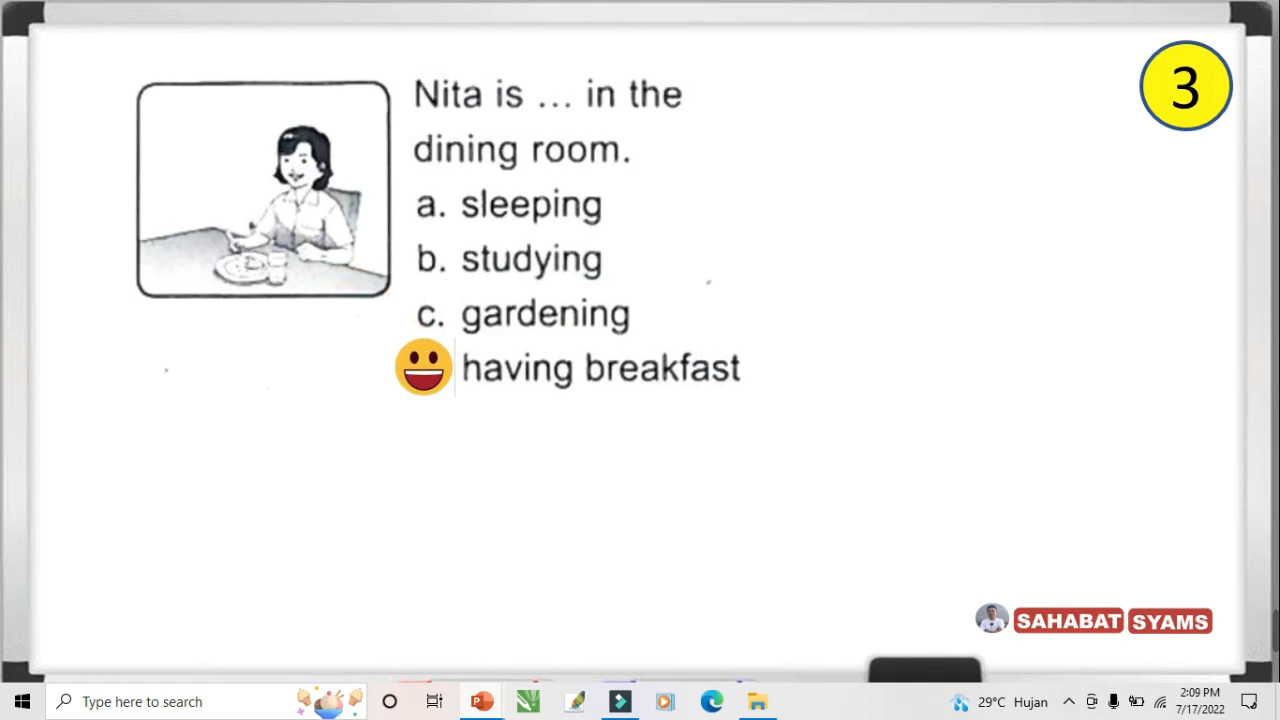 3
Nita is ... in the
dining room.
a. sleeping
b. studying
c. gardening
having breakfast
SAHABAT SYAMS
Type here to search
29°C Hujan
2:09 PM
7/17/2022